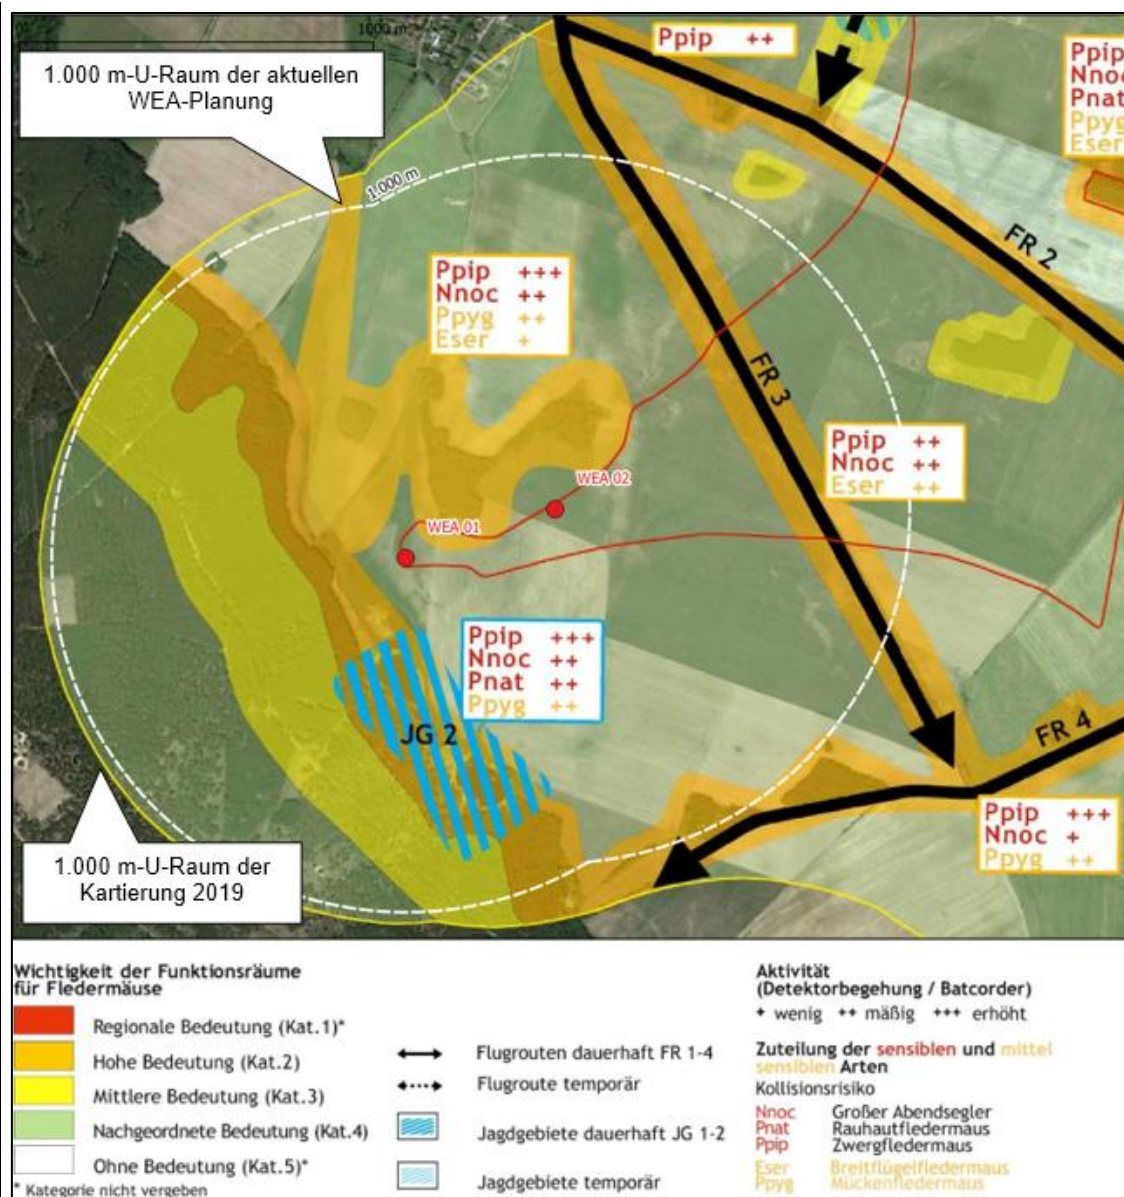 1000 m
1.000 m-U-Raum der aktuellen
WEA-Planung
1.000 m
Ppip ++
Ppip
Nnoc
Pnat
Ppyg
Eser
FR 2
Ppip +++
Nnoc ++
Ppyg ++
Eser +
FR 3
Ppip ++
Nnoc ++
Eser ++
WEA 02
WEA 01
Ppip +++
Nnoc ++
Pnat ++
Ppyg ++
JG 2
FR 4
Ppip +++
Nnoc +
Ppyg ++
1.000 m-U-Raum der
Kartierung 2019
Wichtigkeit der Funktionsräume
für Fledermäuse
Regionale Bedeutung (Kat.1)*
Hohe Bedeutung (Kat.2)
Mittlere Bedeutung (Kat.3)
Nachgeordnete Bedeutung (Kat.4)
Ohne Bedeutung (Kat.5)*
* Kategorie nicht vergeben
Flugrouten dauerhaft FR 1-4
Flugroute temporär
Jagdgebiete dauerhaft JG 1-2
Jagdgebiete temporär
Aktivität
(Detektorbegehung / Batcorder)
+ wenig ++ mäßig +++ erhöht
Zuteilung der sensiblen und mittel
sensiblen Arten
Kollisionsrisiko
Nnoc Großer Abendsegler
Pnat Rauhautfledermaus
Ppip Zwergfledermaus
Eser Breitflügelfledermaus
Ppyg Mückenfledermaus